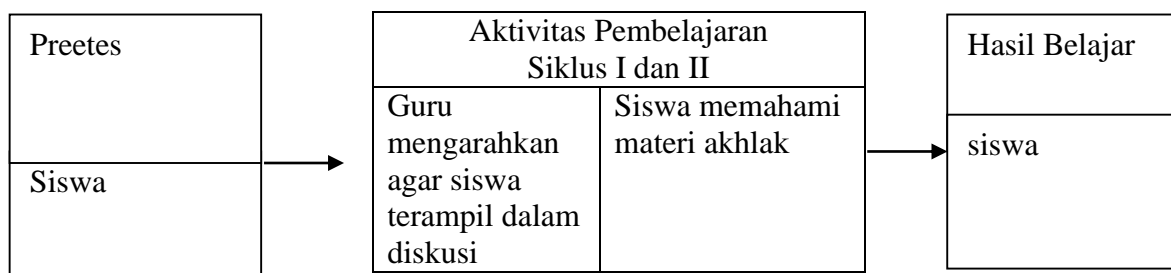 Preetes
Siswa
Aktivitas Pembelajaran
Siklus I dan II
Guru
mengarahkan
agar siswa
terampil dalam
diskusi
Siswa memahami
materi akhlak
Hasil Belajar
siswa